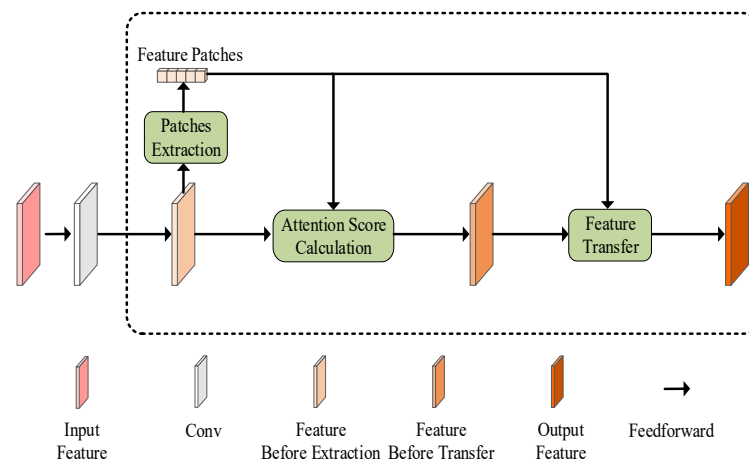 Feature Patches
Patches
Extraction
Attention Score
Calculation
Feature
Transfer
Input
Feature
Conv
Feature
Before Extraction
Feature
Before Transfer
Output
Feature
Feedforward